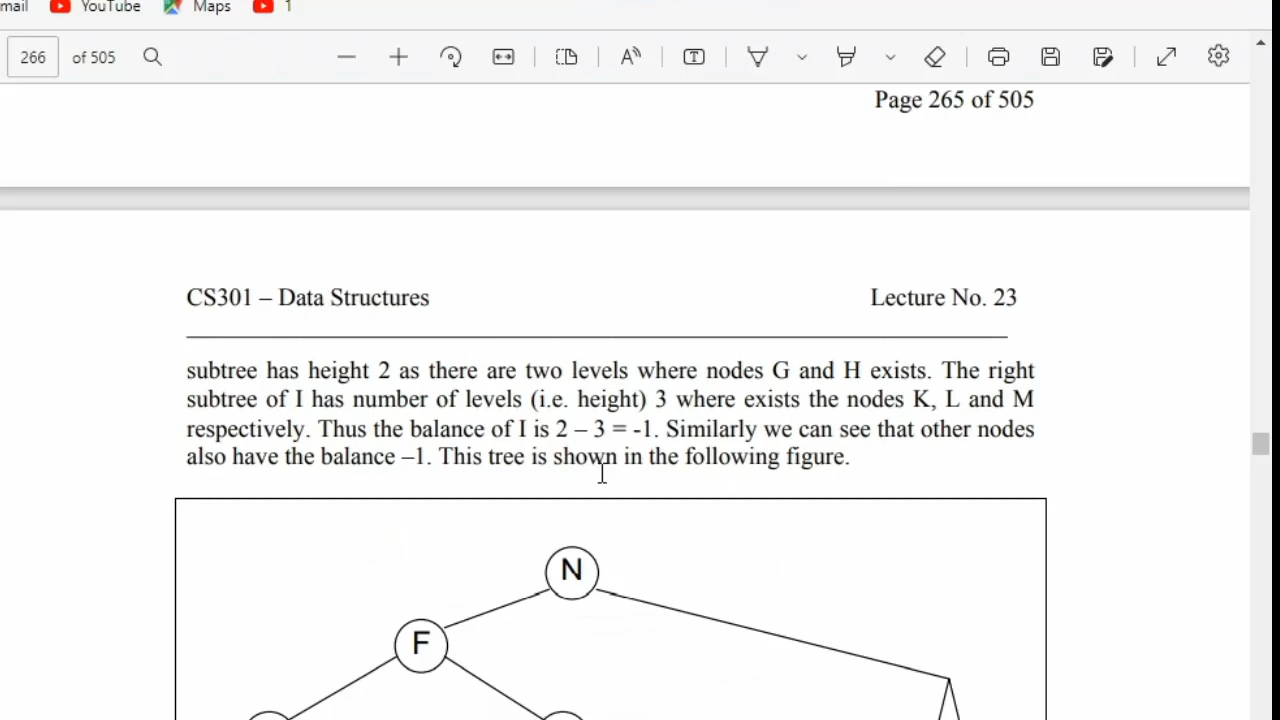 mail YouTube Maps 1
266 of 505
Page 265 of 505
CS301 – Data Structures Lecture No. 23
subtree has height 2 as there are two levels where nodes G and H exists. The right
subtree of I has number of levels (i.e. height) 3 where exists the nodes K, L and M
respectively. Thus the balance of I is 2 – 3 = -1. Similarly we can see that other nodes
also have the balance –1. This tree is shown in the following figure.
N
F